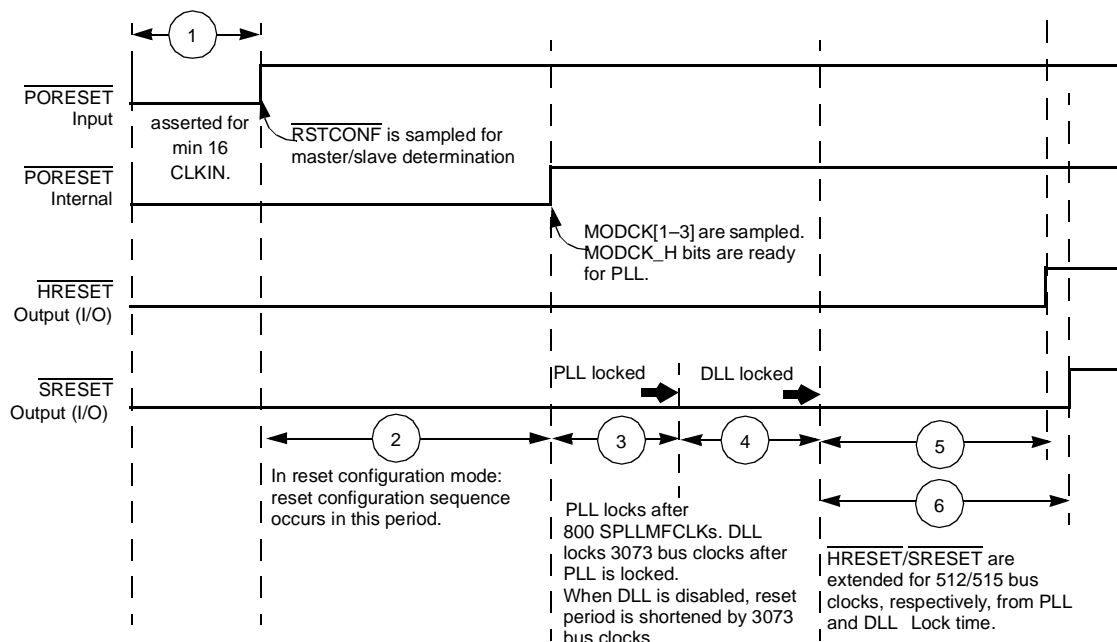 1
PORESET
Input
asserted for
min 16
CLKIN.
RSTCONF is sampled for
master/slave determination
PORESET
Internal
MODCK[1–3] are sampled.
MODCK_H bits are ready
for PLL.
HRESET
Output (I/O)
PLL locked
DLL locked
SRESET
Output (I/O)
2
3
4
5
6
In reset configuration mode:
reset configuration sequence
occurs in this period.
PLL locks after
800 SPLLMFCLKs. DLL
locks 3073 bus clocks after
PLL is locked.
When DLL is disabled, reset
period is shortened by 3073
bus clocks
HRESET/SRESET are
extended for 512/515 bus
clocks, respectively, from PLL
and DLL Lock time.